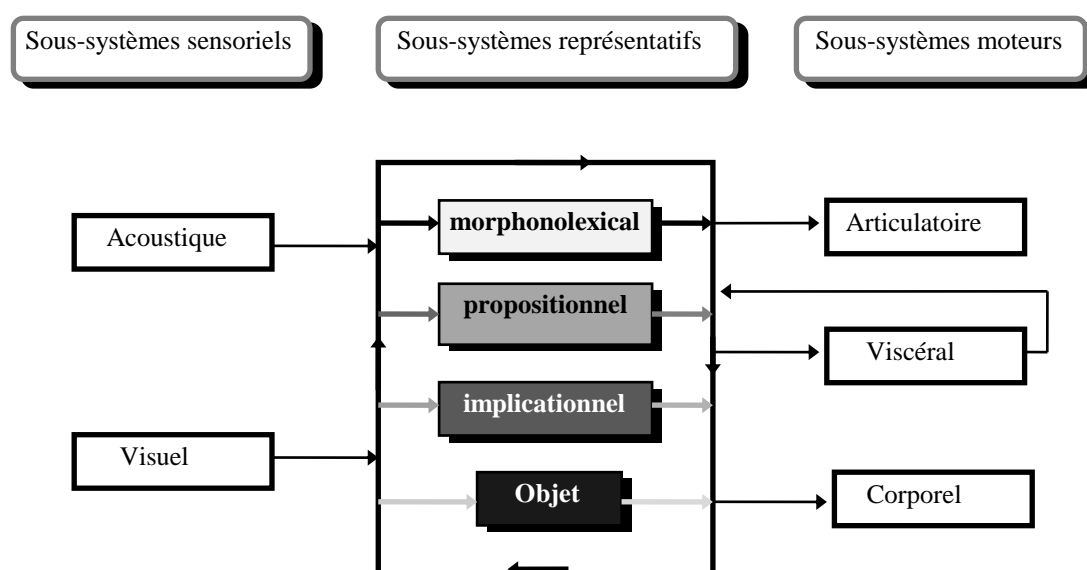 Sous-systèmes sensoriels
Sous-systèmes représentatifs
Sous-systèmes moteurs
morphonolexical
Acoustique
Articulatoire
propositionnel
Viscéral
implicationnel
Visuel
Objet
Corporel